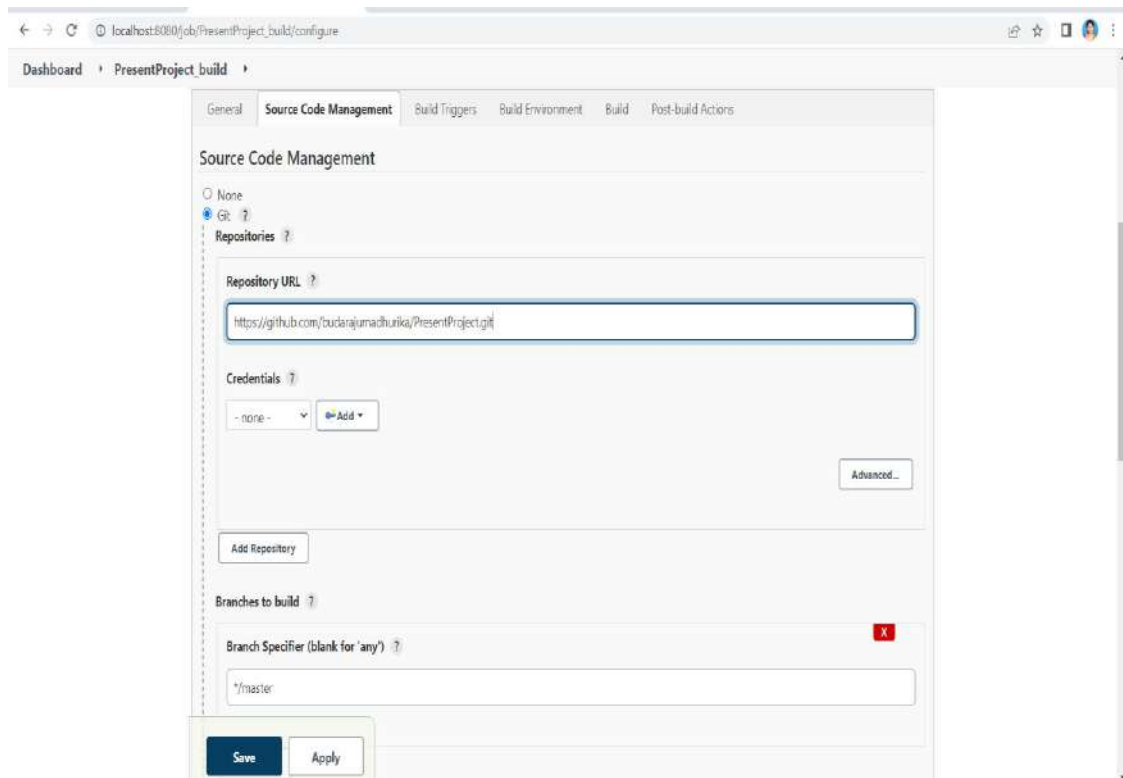 localhost:8080/job/PresentProject_build/configure
Dashboard PresentProject_build
General Source Code Management Build Triggers Build Environment Build Post-build Actions
Source Code Management
None
Git ?
Repositories ?
Repository URL ?
https://github.com/budarajumadhurika/PresentProject.git
Credentials ?
- none - Add
Advanced...
Add Repository
Branches to build ?
X
Branch Specifier (blank for 'any') ?
*/master
Save Apply